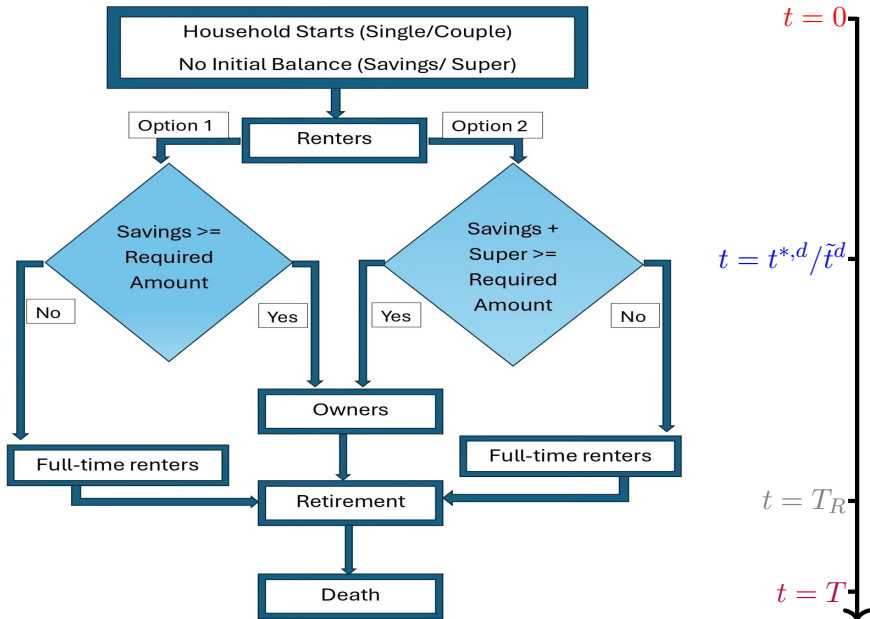 Household Starts (Single/Couple)
No Initial Balance (Savings/ Super)
t = 0
Option 1
Renters
Option 2
Savings >=
Required
Amount
Savings +
Super >=
Required
Amount
t = t*,d/t̃d
No
Yes
Yes
No
Owners
Full-time renters
Full-time renters
Retirement
t = TR
Death
t = T